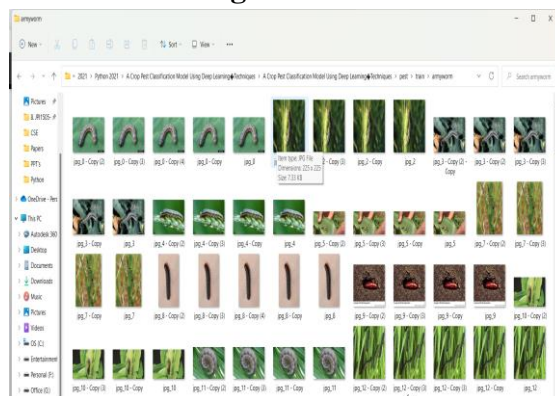 armyworm
New
Sort
View
2021 > Python 2021 > A Crop Pest Classification Model Using Deep Learning�Techniques > A Crop Pest Classification Model Using Deep Learning�Techniques > pest > train > armyworm
Search armyworm
Pictures
CSE
Papers
PPT's
Python
OneDrive - Pers
This PC
Autodesk 360
Desktop
Documents
Downloads
Music
Pictures
Videos
OS (C:)
Entertainment
Personal (F:)
Office (G:)
jpg_0 - Copy (2) jpg_0 - Copy (3) jpg_0 - Copy (4) jpg_0 - Copy jpg_0 2 - Copy (3) jpg_2 - Copy jpg_2 jpg_3 - Copy (2) - Copy jpg_3 - Copy (2) jpg_3 - Copy (3)
Item type: JPG File
Dimensions: 225 x 225
jpg_3 - Copy jpg_3 jpg_4 - Copy (2) jpg_4 - Copy (3) jpg_4 - Copy jpg_4 jpg_5 - Copy (2) jpg_5 - Copy (3) jpg_5 - Copy jpg_5 jpg_7 - Copy (2) jpg_7 - Copy (3)
jpg_7 - Copy jpg_7 jpg_8 - Copy (2) jpg_8 - Copy (3) jpg_8 - Copy (4) jpg_8 - Copy jpg_8 jpg_9 - Copy (2) jpg_9 - Copy (3) jpg_9 - Copy jpg_9 jpg_10 - Copy (2)
jpg_10 - Copy (3) jpg_10 - Copy jpg_10 jpg_11 - Copy (2) jpg_11 - Copy (3) jpg_11 - Copy jpg_11 jpg_12 - Copy (2) jpg_12 - Copy (3) jpg_12 - Copy jpg_12